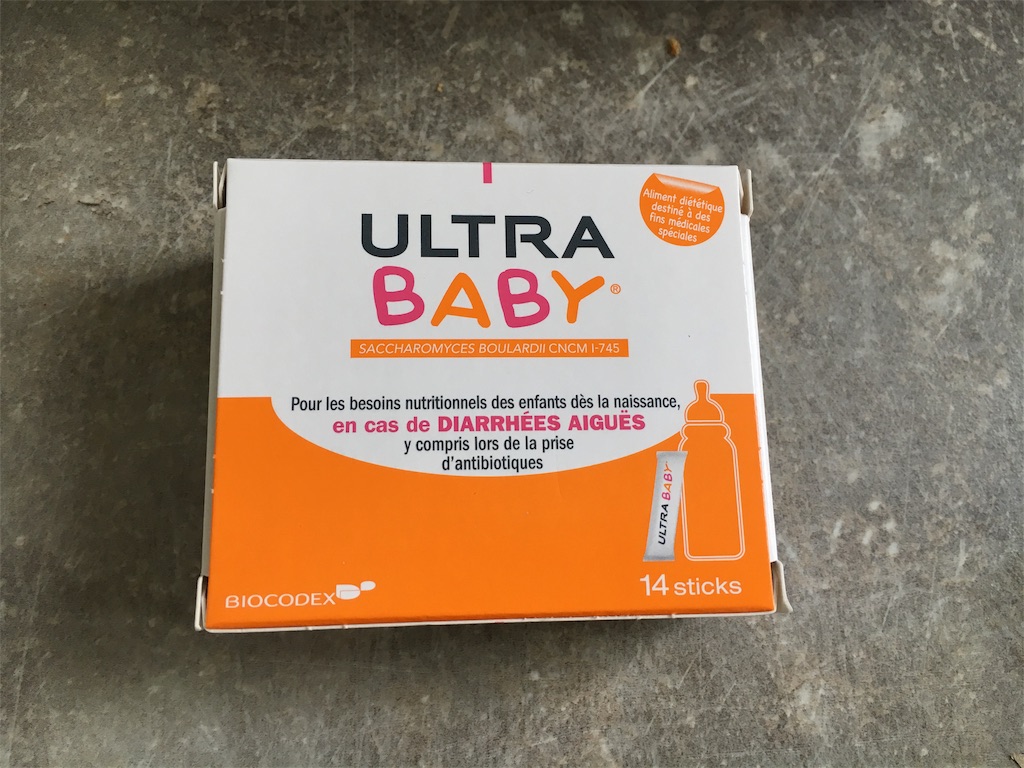 Aliment diététique
destiné à des
fins médicales
spéciales
ULTRA
BABY®
SACCHAROMYCES BOULARDII CNCM I-745
Pour les besoins nutritionnels des enfants dès la naissance,
en cas de DIARRHÉES AIGUËS
y compris lors de la prise
d'antibiotiques
ULTRA BABY
14 sticks
BIOCODEX